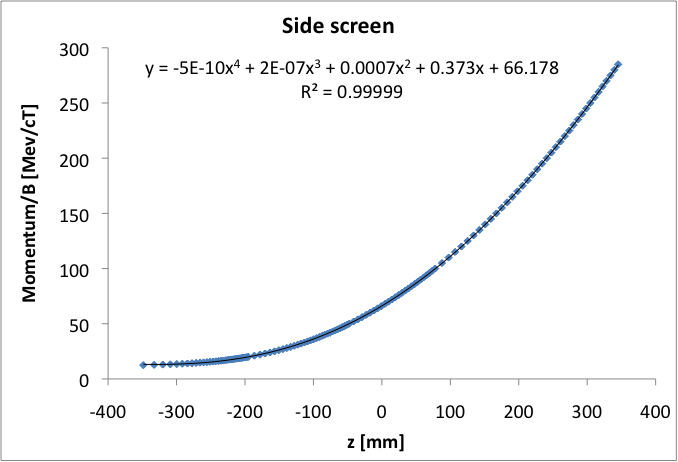 Side screen
y = -5E-10x⁴ + 2E-07x³ + 0.0007x² + 0.373x + 66.178
R² = 0.99999
Momentum/B [Mev/cT]
300
250
200
150
100
50
0
-400 -300 -200 -100 0 100 200 300 400
z [mm]